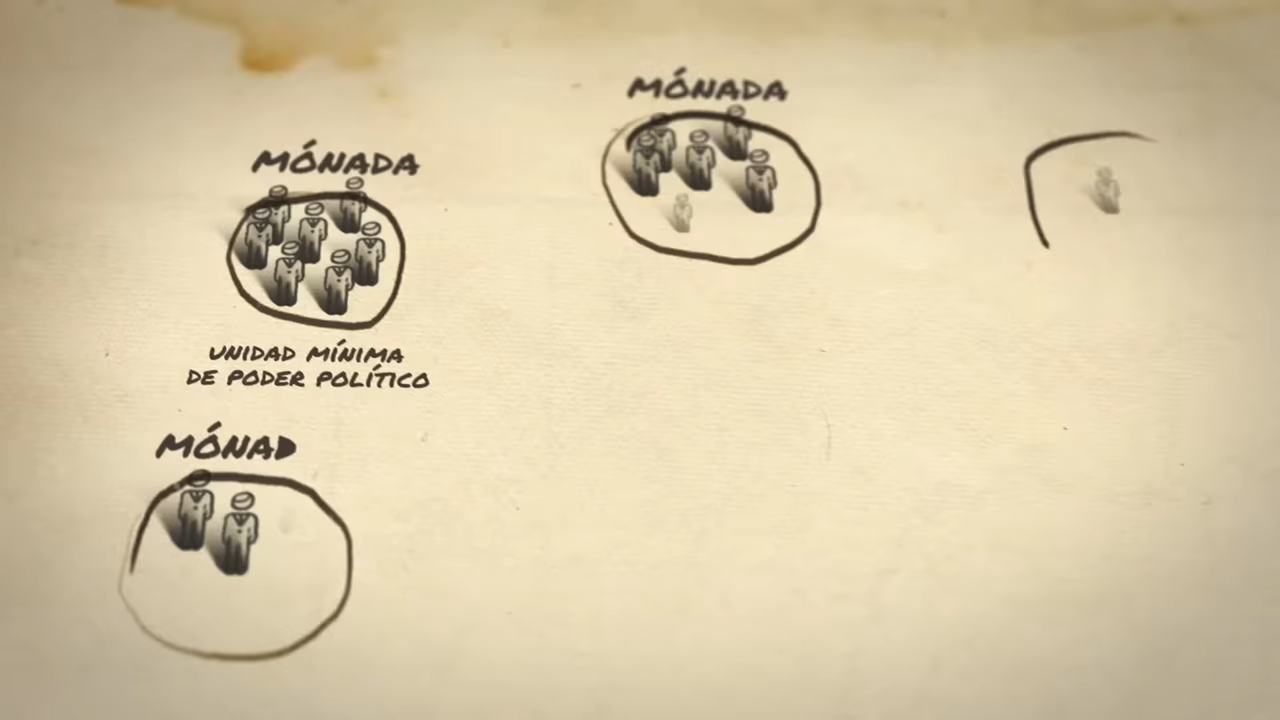 MÓNADA
MÓNADA
UNIDAD MÍNIMA
DE PODER POLÍTICO
MÓNAD